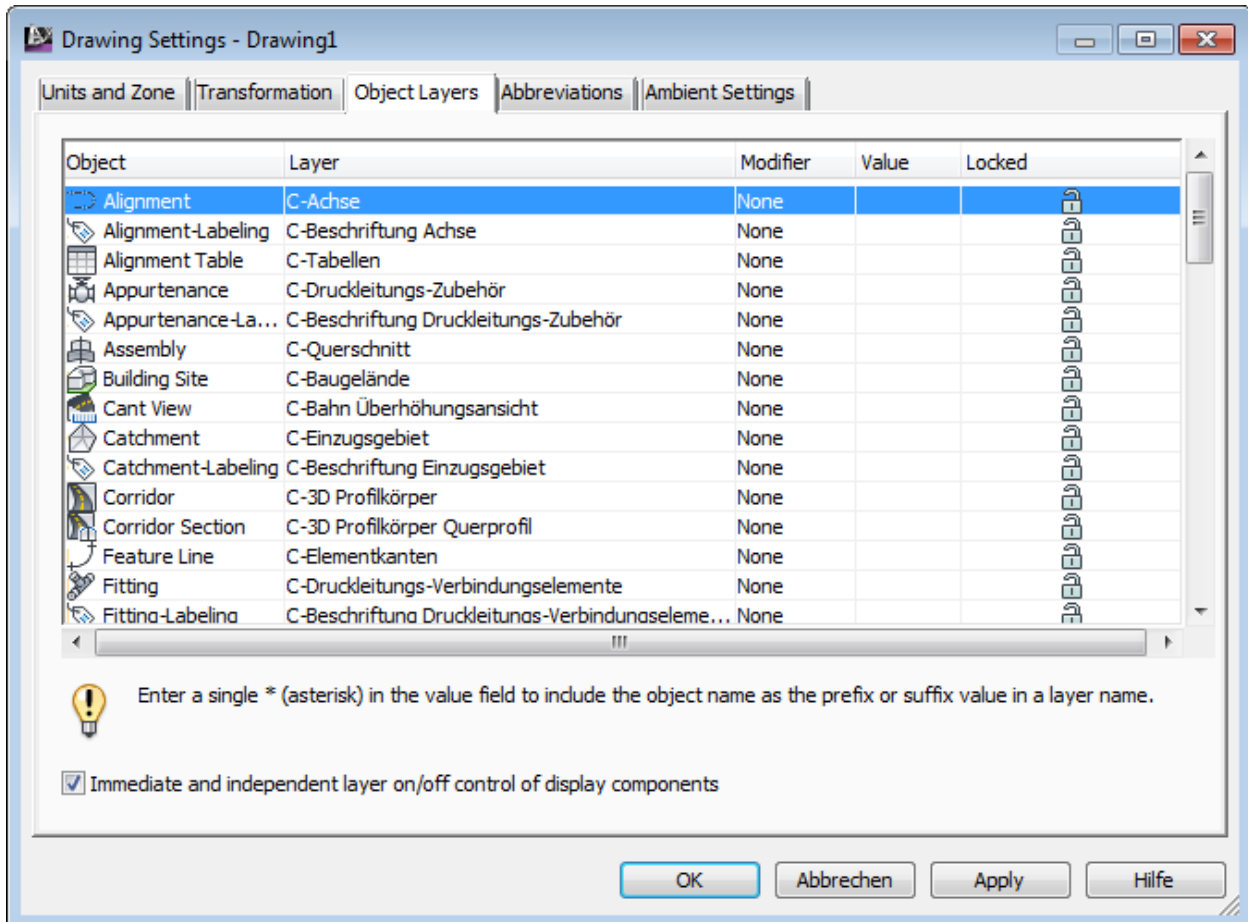 Drawing Settings - Drawing1
Units and Zone Transformation Object Layers Abbreviations Ambient Settings
Object Layer Modifier Value Locked
Alignment C-Achse None
Alignment-Labeling C-Beschriftung Achse None
Alignment Table C-Tabellen None
Appurtenance C-Druckleitungs-Zubehör None
Appurtenance-La... C-Beschriftung Druckleitungs-Zubehör None
Assembly C-Querschnitt None
Building Site C-Baugelände None
Cant View C-Bahn Überhöhungsansicht None
Catchment C-Einzugsgebiet None
Catchment-Labeling C-Beschriftung Einzugsgebiet None
Corridor C-3D Profilkörper None
Corridor Section C-3D Profilkörper Querprofil None
Feature Line C-Elementkanten None
Fitting C-Druckleitungs-Verbindungselemente None
Fitting-Labeling C-Beschriftung Druckleitungs-Verbindungseleme... None
Enter a single * (asterisk) in the value field to include the object name as the prefix or suffix value in a layer name.
Immediate and independent layer on/off control of display components
OK Abbrechen Apply Hilfe